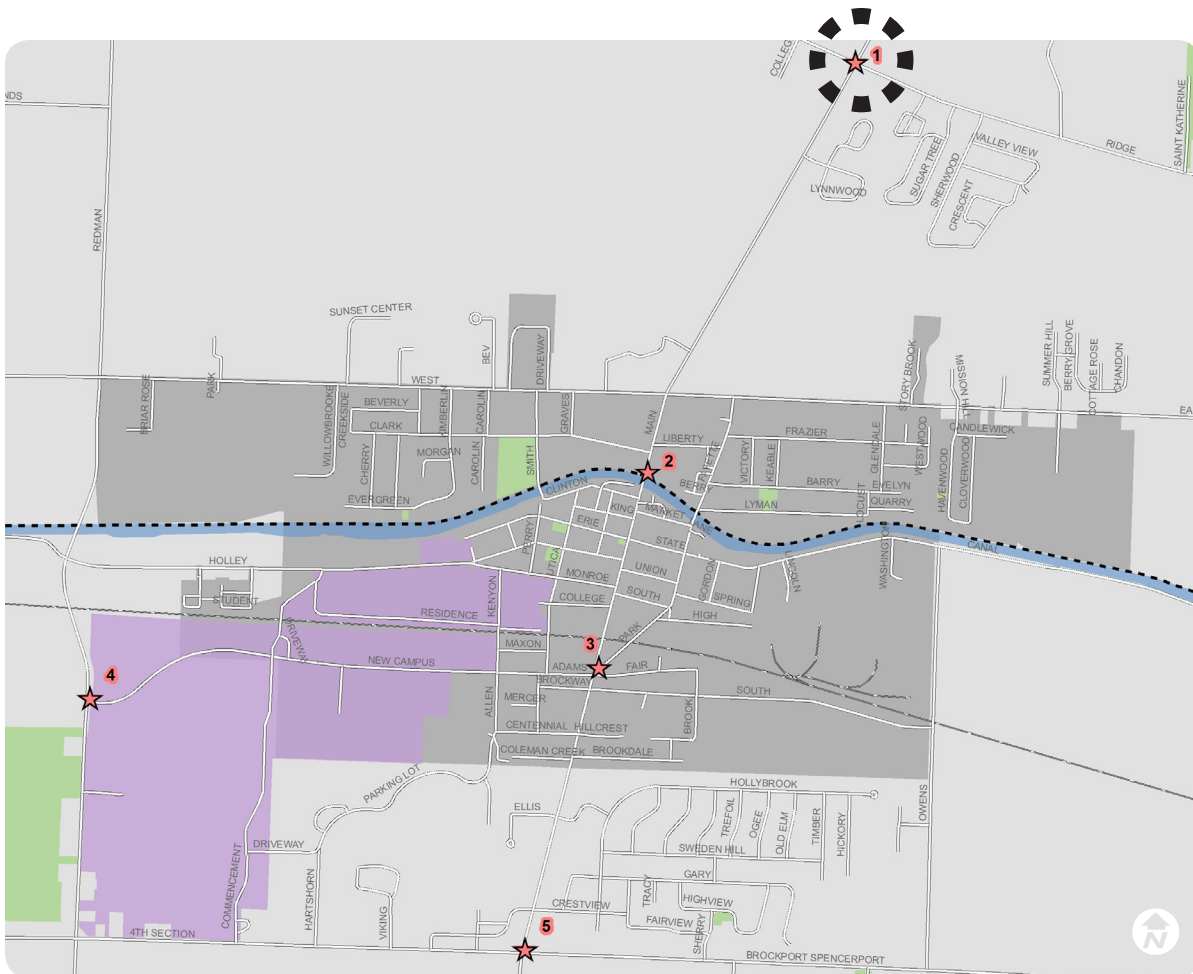 COLLEG
1
NDS
RIDGE
SAINT KATHERINE
VALLEY VIEW
SUGAR TREE
SHERWOOD
CRESCENT
LYNNWOOD
REDMAN
SUNSET CENTER
BEV
DRIVEWAY
PARK
WEST
BRIAR ROSE
WILLOWBROOKE
CREEKSIDE
BEVERLY
CLARK
KIMBERLIN
CAROLIN
GRAVES
MAIN
STORY BROOK
MISSION HILL
SUMMER HILL
BERRY GROVE
COTTAGE ROSE
CHANDON
EA
LIBERTY
FRAZIER
CANDLEWICK
CHERRY
MORGAN
CAROLIN
SMITH
2
VICTORY
KEABLE
GLENDALE
WESTWOOD
EVERGREEN
CLINTON
BERRY
BARRY
EVELYN
LYMAN
LOCUST
QUARRY
HAVENWOOD
CLOVERWOOD
KING
MARKET
ERIE
STATE
PERRY
UTICA
HOLLEY
MONROE
UNION
GORDON
LINCOLN
WASHINGTON
CANAL
STUDENT
KENYON
COLLEGE
SOUTH
SPRING
RESIDENCE
HIGH
PARK
DRIVEWAY
MAXON
3
NEW CAMPUS
ADAMS
FAIR
4
BROCKWAY
SOUTH
ALLEN
MERCER
BROOK
CENTENNIAL
HILLCREST
COLEMAN CREEK
BROOKDALE
PARKING LOT
HOLLYBROOK
ELLIS
TREFOIL
OGEE
OLD ELM
TIMBER
HICKORY
OWENS
DRIVEWAY
SWEDEN HILL
GARY
COMMENCEMENT
HARTSHORN
VIKING
TRACY
HIGHVIEW
CRESTVIEW
FAIRVIEW
SHERRY
5
4TH SECTION
BROCKPORT SPENCERPORT
N